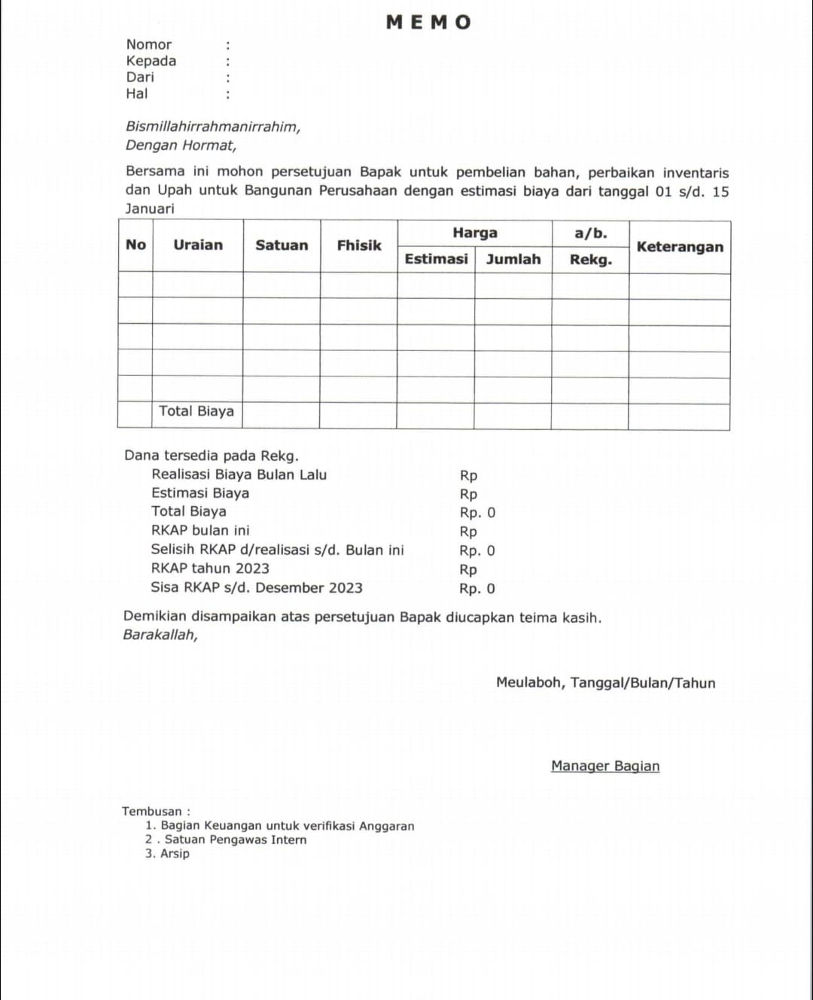 M E M O
Nomor :
Kepada :
Dari :
Hal :
Bismillahirrahmanirrahim,
Dengan Hormat,
Bersama ini mohon persetujuan Bapak untuk pembelian bahan, perbaikan inventaris
dan Upah untuk Bangunan Perusahaan dengan estimasi biaya dari tanggal 01 s/d. 15
Januari
No Uraian Satuan Fhisik Harga a/b. Keterangan
Estimasi Jumlah Rekg.
Total Biaya
Dana tersedia pada Rekg.
Realisasi Biaya Bulan Lalu Rp
Estimasi Biaya Rp
Total Biaya Rp. 0
RKAP bulan ini Rp
Selisih RKAP d/realisasi s/d. Bulan ini Rp. 0
RKAP tahun 2023 Rp
Sisa RKAP s/d. Desember 2023 Rp. 0
Demikian disampaikan atas persetujuan Bapak diucapkan teima kasih.
Barakallah,
Meulaboh, Tanggal/Bulan/Tahun
Manager Bagian
Tembusan :
1. Bagian Keuangan untuk verifikasi Anggaran
2 . Satuan Pengawas Intern
3. Arsip